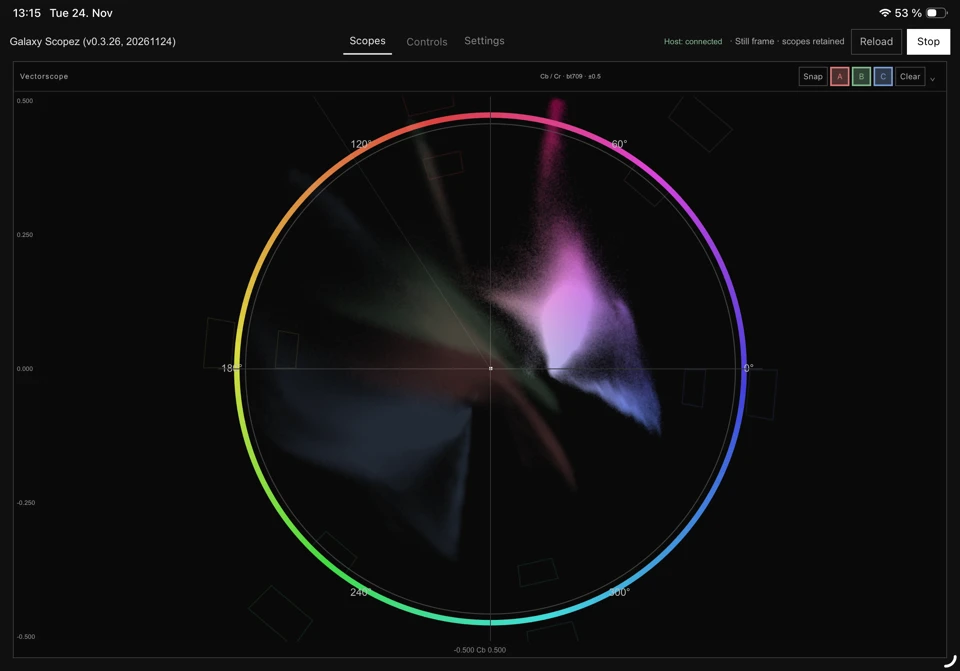 13:15 Tue 24. Nov 53 %
Galaxy Scopez (v0.3.26, 20261124) Scopes Controls Settings Host: connected · Still frame · scopes retained Reload Stop
Vectorscope Cb / Cr · bt709 · ±0.5 Snap A B C Clear
0.500
120° 60°
0.250
0.000 180° 0°
-0.250
240° 300°
-0.500
-0.500 Cb 0.500